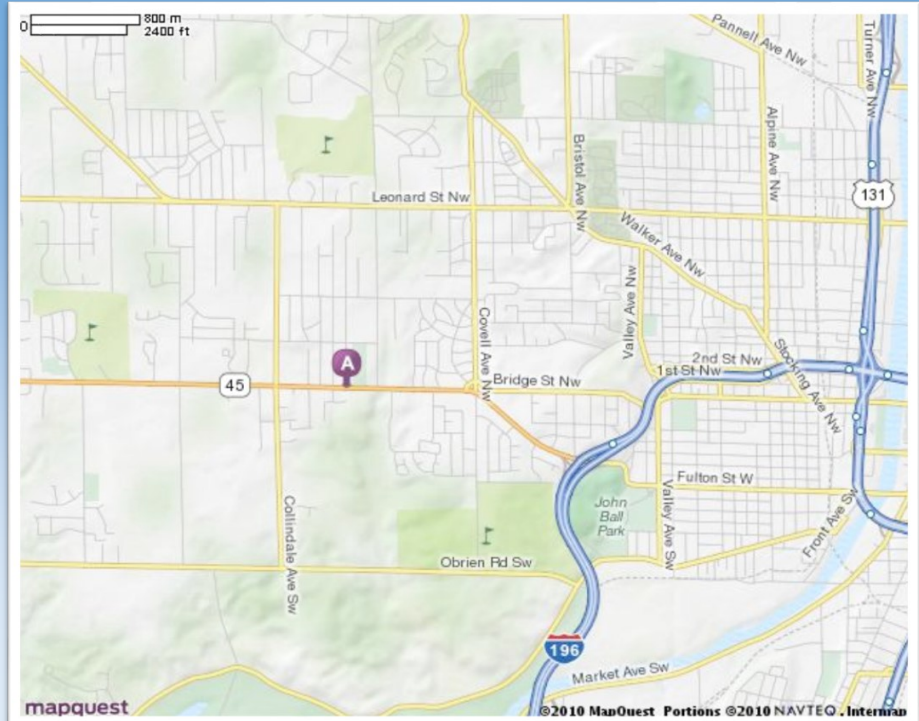 0
800 m
2400 ft
Pannell Ave Nw
Turner Ave Nw
Alpine Ave NW
Bristol Ave NW
131
Leonard St Nw
Walker Ave Nw
Valley Ave Nw
Covell Ave NW
Stocking Ave NW
A
2nd St Nw
1st St Nw
45
Bridge St Nw
Fulton St W
Valley Ave Sw
John
Ball
Park
Front Ave Sw
Collindale Ave Sw
Obrien Rd Sw
196
Market Ave Sw
mapquest
©2010 MapQuest Portions ©2010 NAVTEQ, Intermap